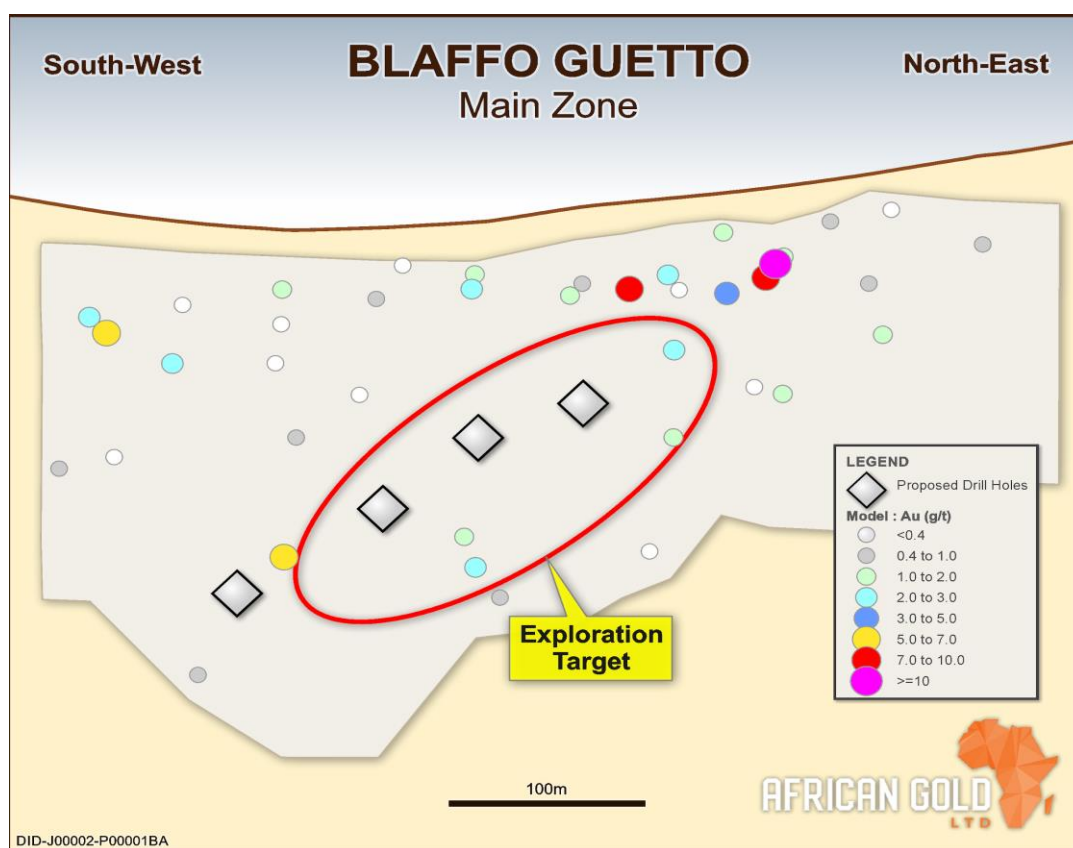 South-West
BLAFFO GUETTO
North-East
Main Zone
LEGEND
Proposed Drill Holes
Model : Au (g/t)
<0.4
0.4 to 1.0
1.0 to 2.0
2.0 to 3.0
3.0 to 5.0
5.0 to 7.0
7.0 to 10.0
>=10
Exploration
Target
100m
AFRICAN GOLD
LTD
DID-J00002-P00001BA